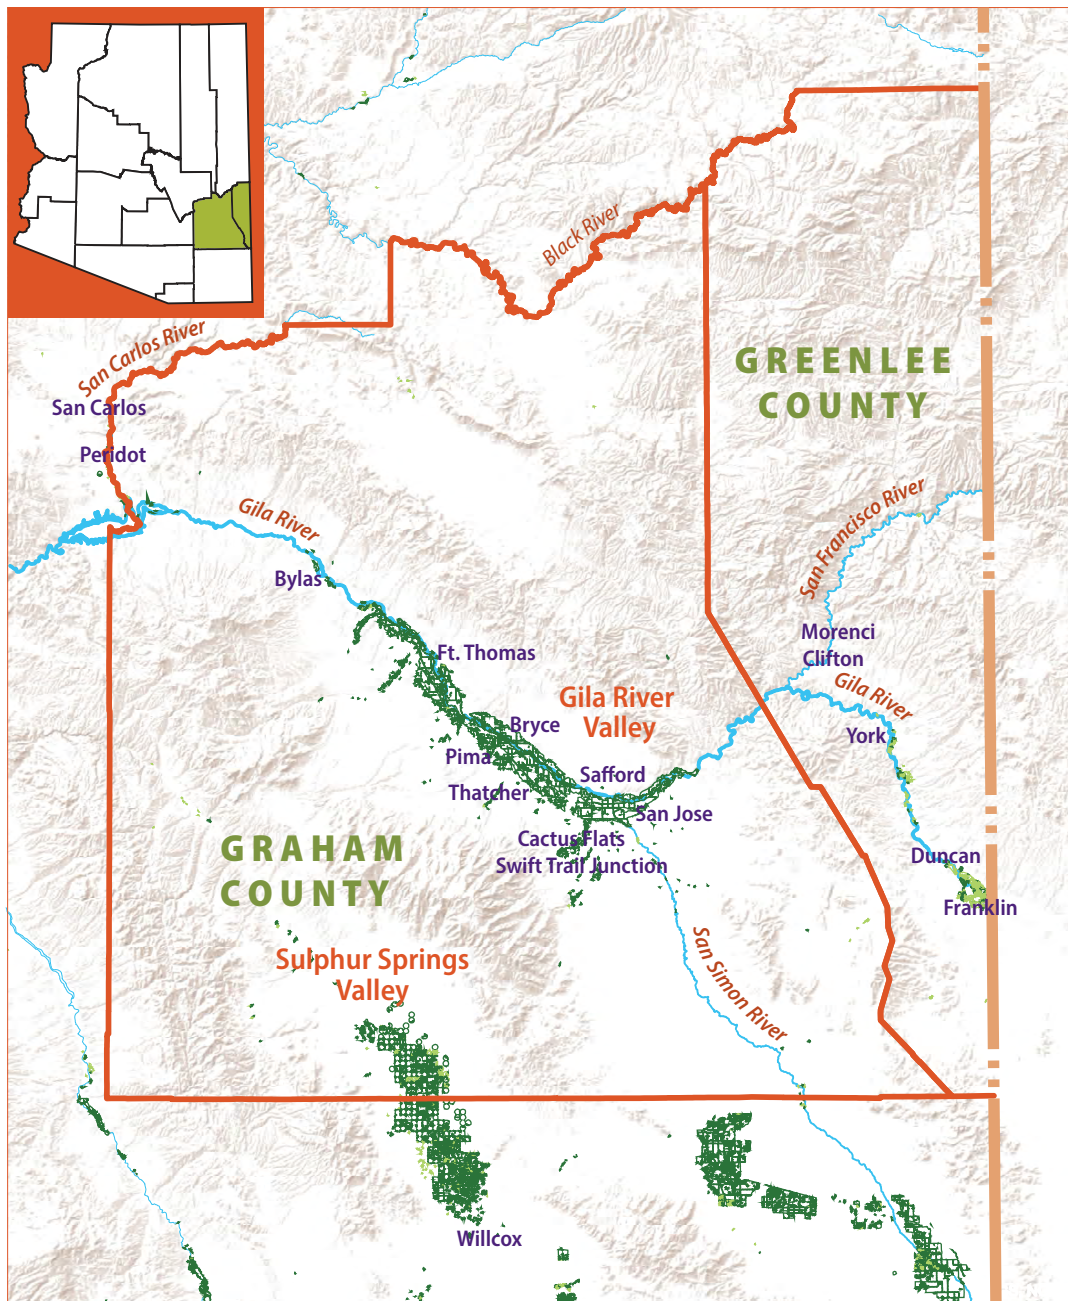 Black River
San Carlos River
GREENLEE
COUNTY
San Carlos
Peridot
Gila River
San Francisco River
Bylas
Morenci
Clifton
Ft. Thomas
Gila River
Gila River
Valley
Bryce
York
Pima
Safford
Thatcher
San Jose
Cactus Flats
Swift Trail Junction
GRAHAM
COUNTY
Duncan
Franklin
San Simon River
Sulphur Springs
Valley
Willcox